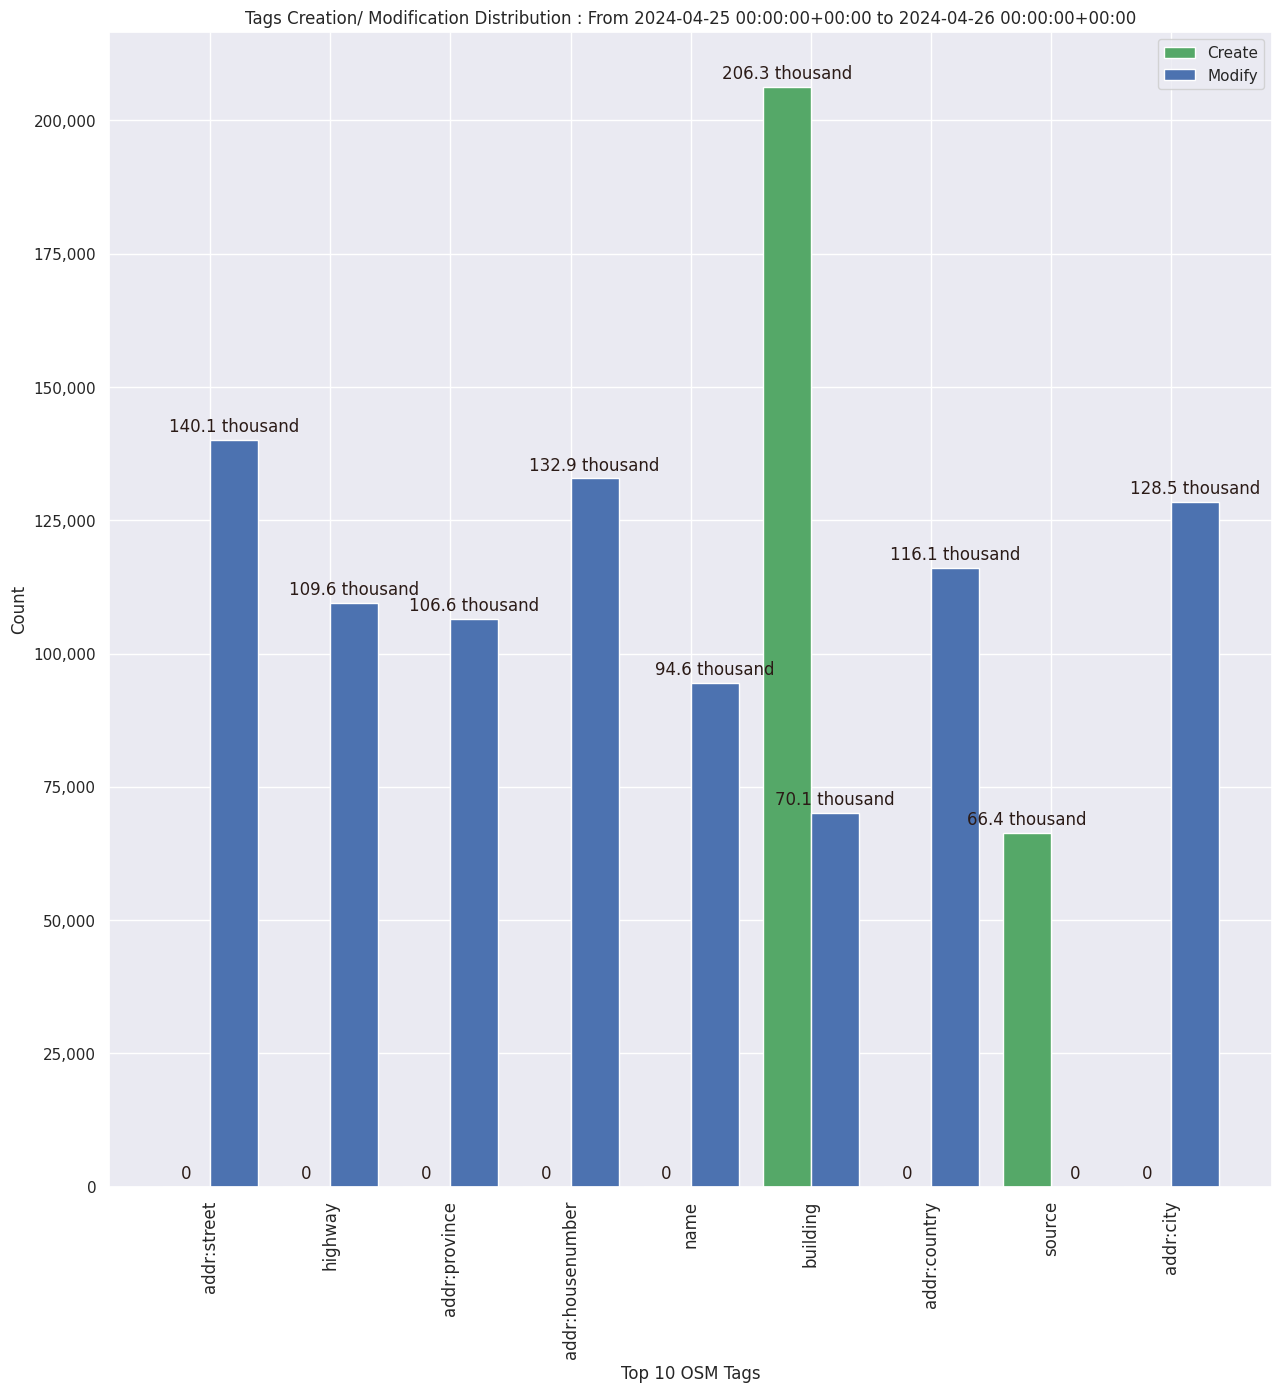 Tags Creation/ Modification Distribution : From 2024-04-25 00:00:00+00:00 to 2024-04-26 00:00:00+00:00
Create
Modify
206.3 thousand
200,000
175,000
150,000
140.1 thousand
132.9 thousand
128.5 thousand
125,000
116.1 thousand
109.6 thousand
106.6 thousand
100,000
94.6 thousand
75,000
70.1 thousand
66.4 thousand
50,000
25,000
0
0
0
0
0
0
0
0
0
Count
addr:street
highway
addr:province
addr:housenumber
name
building
addr:country
source
addr:city
Top 10 OSM Tags